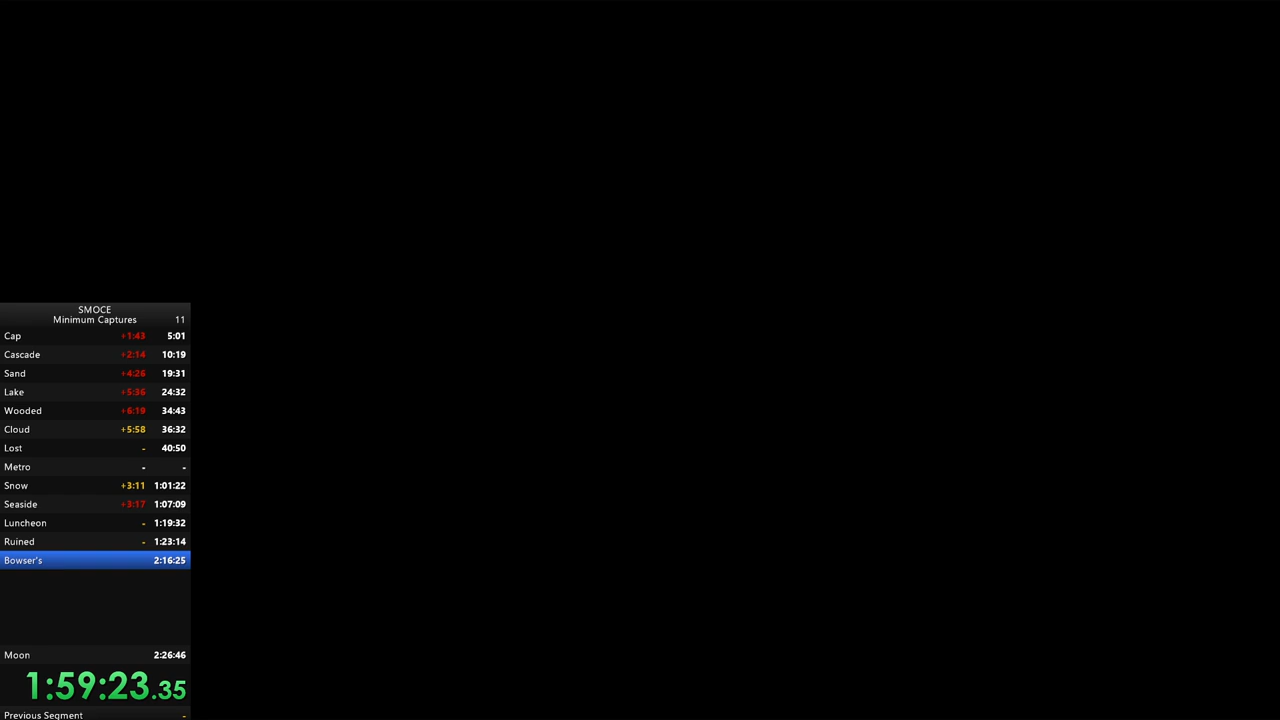 SMOCE
Minimum Captures 11
Cap +1:43 5:01
Cascade +2:14 10:19
Sand +4:26 19:31
Lake +5:36 24:32
Wooded +6:19 34:43
Cloud +5:58 36:32
Lost - 40:50
Metro - -
Snow +3:11 1:01:22
Seaside +3:17 1:07:09
Luncheon - 1:19:32
Ruined - 1:23:14
Bowser's 2:16:25
Moon 2:26:46
1:59:23.35
Previous Segment -